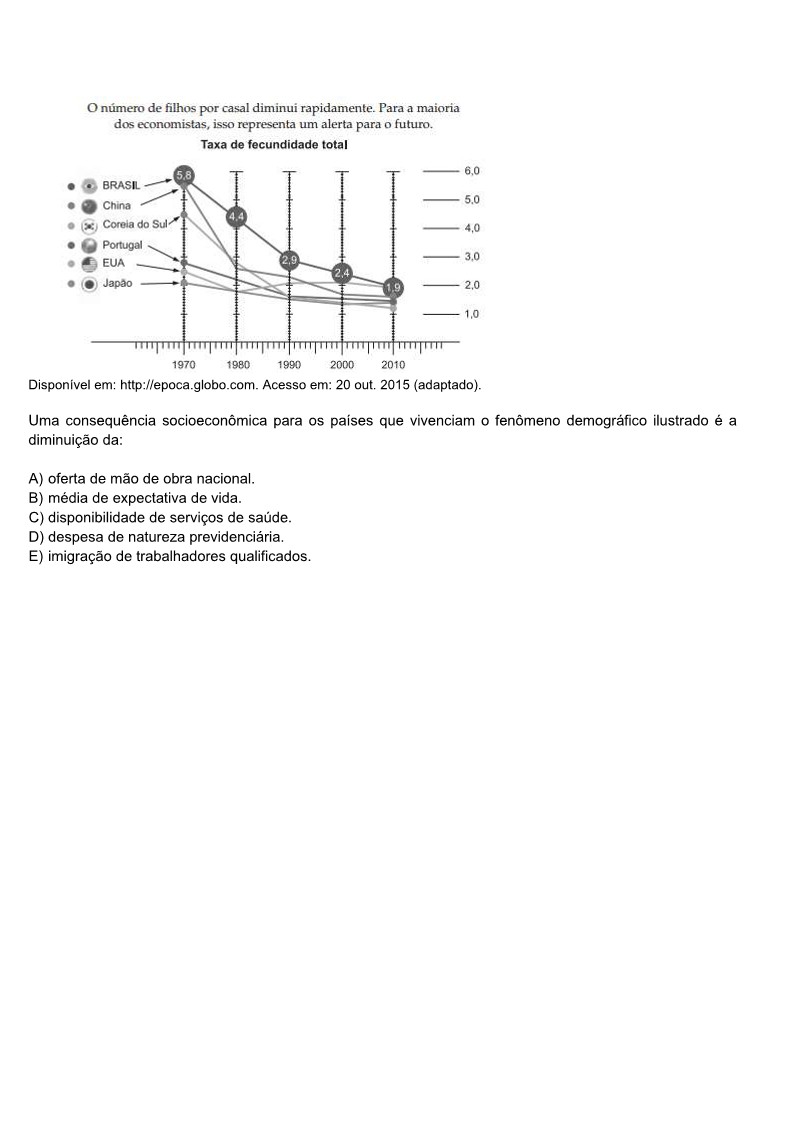 O número de filhos por casal diminui rapidamente. Para a maioria
dos economistas, isso representa um alerta para o futuro.
Taxa de fecundidade total
BRASIL
China
Coreia do Sul
Portugal
EUA
Japão
5,8
4,4
2,9
2,4
1,9
6,0
5,0
4,0
3,0
2,0
1,0
1970 1980 1990 2000 2010
Disponível em: http://epoca.globo.com. Acesso em: 20 out. 2015 (adaptado).
Uma consequência socioeconômica para os países que vivenciam o fenômeno demográfico ilustrado é a
diminuição da:
A) oferta de mão de obra nacional.
B) média de expectativa de vida.
C) disponibilidade de serviços de saúde.
D) despesa de natureza previdenciária.
E) imigração de trabalhadores qualificados.